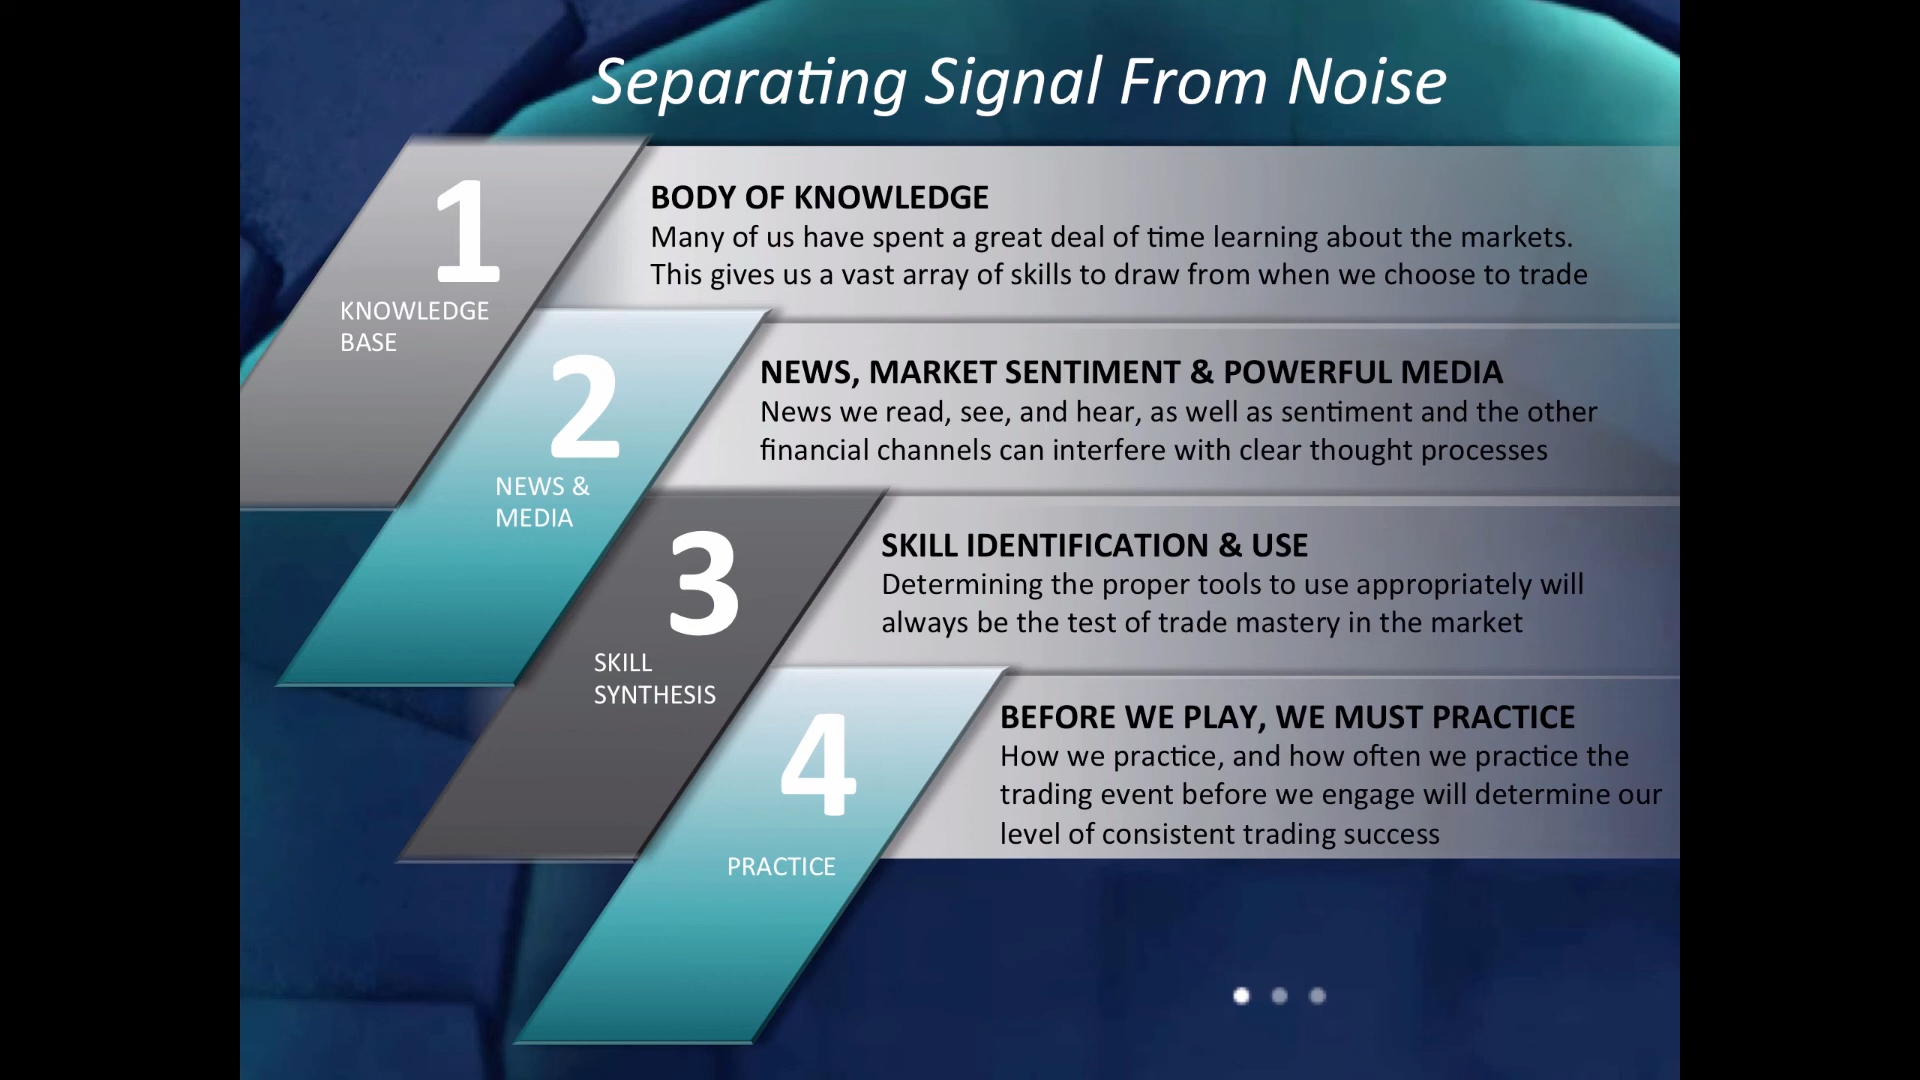 Separating Signal From Noise
1
KNOWLEDGE
BASE
BODY OF KNOWLEDGE
Many of us have spent a great deal of time learning about the markets.
This gives us a vast array of skills to draw from when we choose to trade
2
NEWS &
MEDIA
NEWS, MARKET SENTIMENT & POWERFUL MEDIA
News we read, see, and hear, as well as sentiment and the other
financial channels can interfere with clear thought processes
3
SKILL
SYNTHESIS
SKILL IDENTIFICATION & USE
Determining the proper tools to use appropriately will
always be the test of trade mastery in the market
4
PRACTICE
BEFORE WE PLAY, WE MUST PRACTICE
How we practice, and how often we practice the
trading event before we engage will determine our
level of consistent trading success